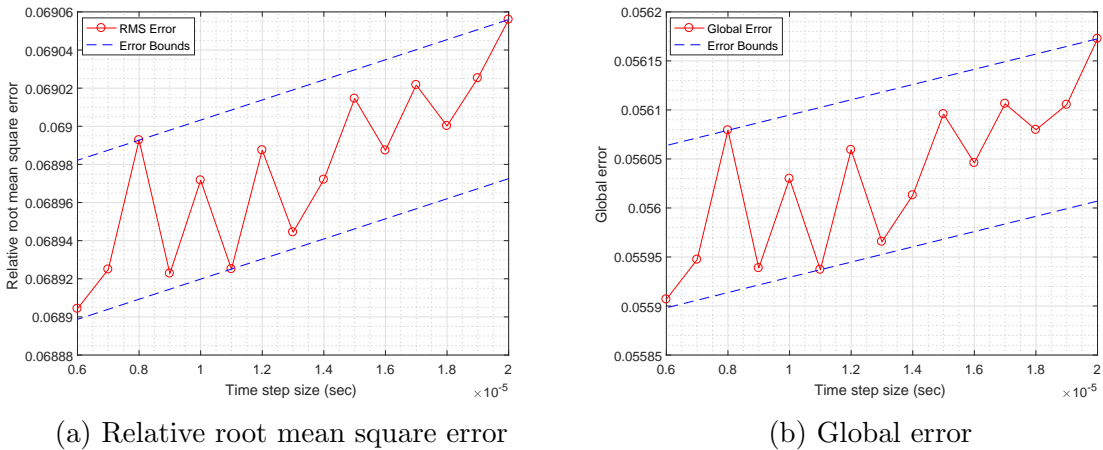 0.06906
0.06904
0.06902
0.069
0.06898
0.06896
0.06894
0.06892
0.0689
0.06888
Relative root mean square error
RMS Error
Error Bounds
0.6 0.8 1 1.2 1.4 1.6 1.8 2
Time step size (sec)
×10-5
(a) Relative root mean square error
0.0562
0.05615
0.0561
0.05605
0.056
0.05595
0.0559
0.05585
Global error
Global Error
Error Bounds
0.6 0.8 1 1.2 1.4 1.6 1.8 2
Time step size (sec)
×10-5
(b) Global error